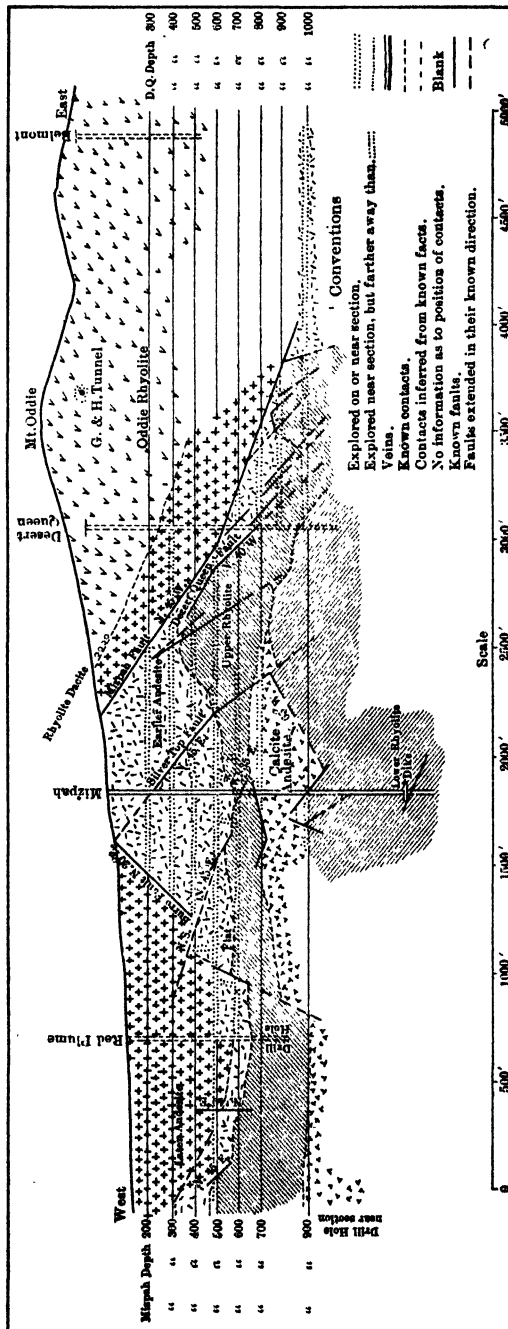 West
Red Plume
Mizpah
Rhyolite Dacite
Desert
Queen
Mt. Oddie
G. & H. Tunnel
Oddie Rhyolite
Belmont
East
Mizpah Depth 200
" 300
" 400
" 500
" 600
" 700
" 900
D.Q. Depth 300
" 400
" 500
" 600
" 700
" 800
" 900
" 1000
Later Andesite
Earlier Andesite
Mizpah Fault
Desert Queen Fault
Upper Rhyolite
Calcite
Andesite
Lower Rhyolite
Drill
Hole
Drill Hole
near section
Conventions
Explored on or near section.
Explored near section, but farther away than
Veins.
Known contacts.
Contacts inferred from known facts.
No information as to position of contacts. Blank
Known faults.
Faults extended in their known direction.
0 500' 1000' 1500' 2000' 2500' 3000' 3500' 4000' 4500' 5000'
Scale